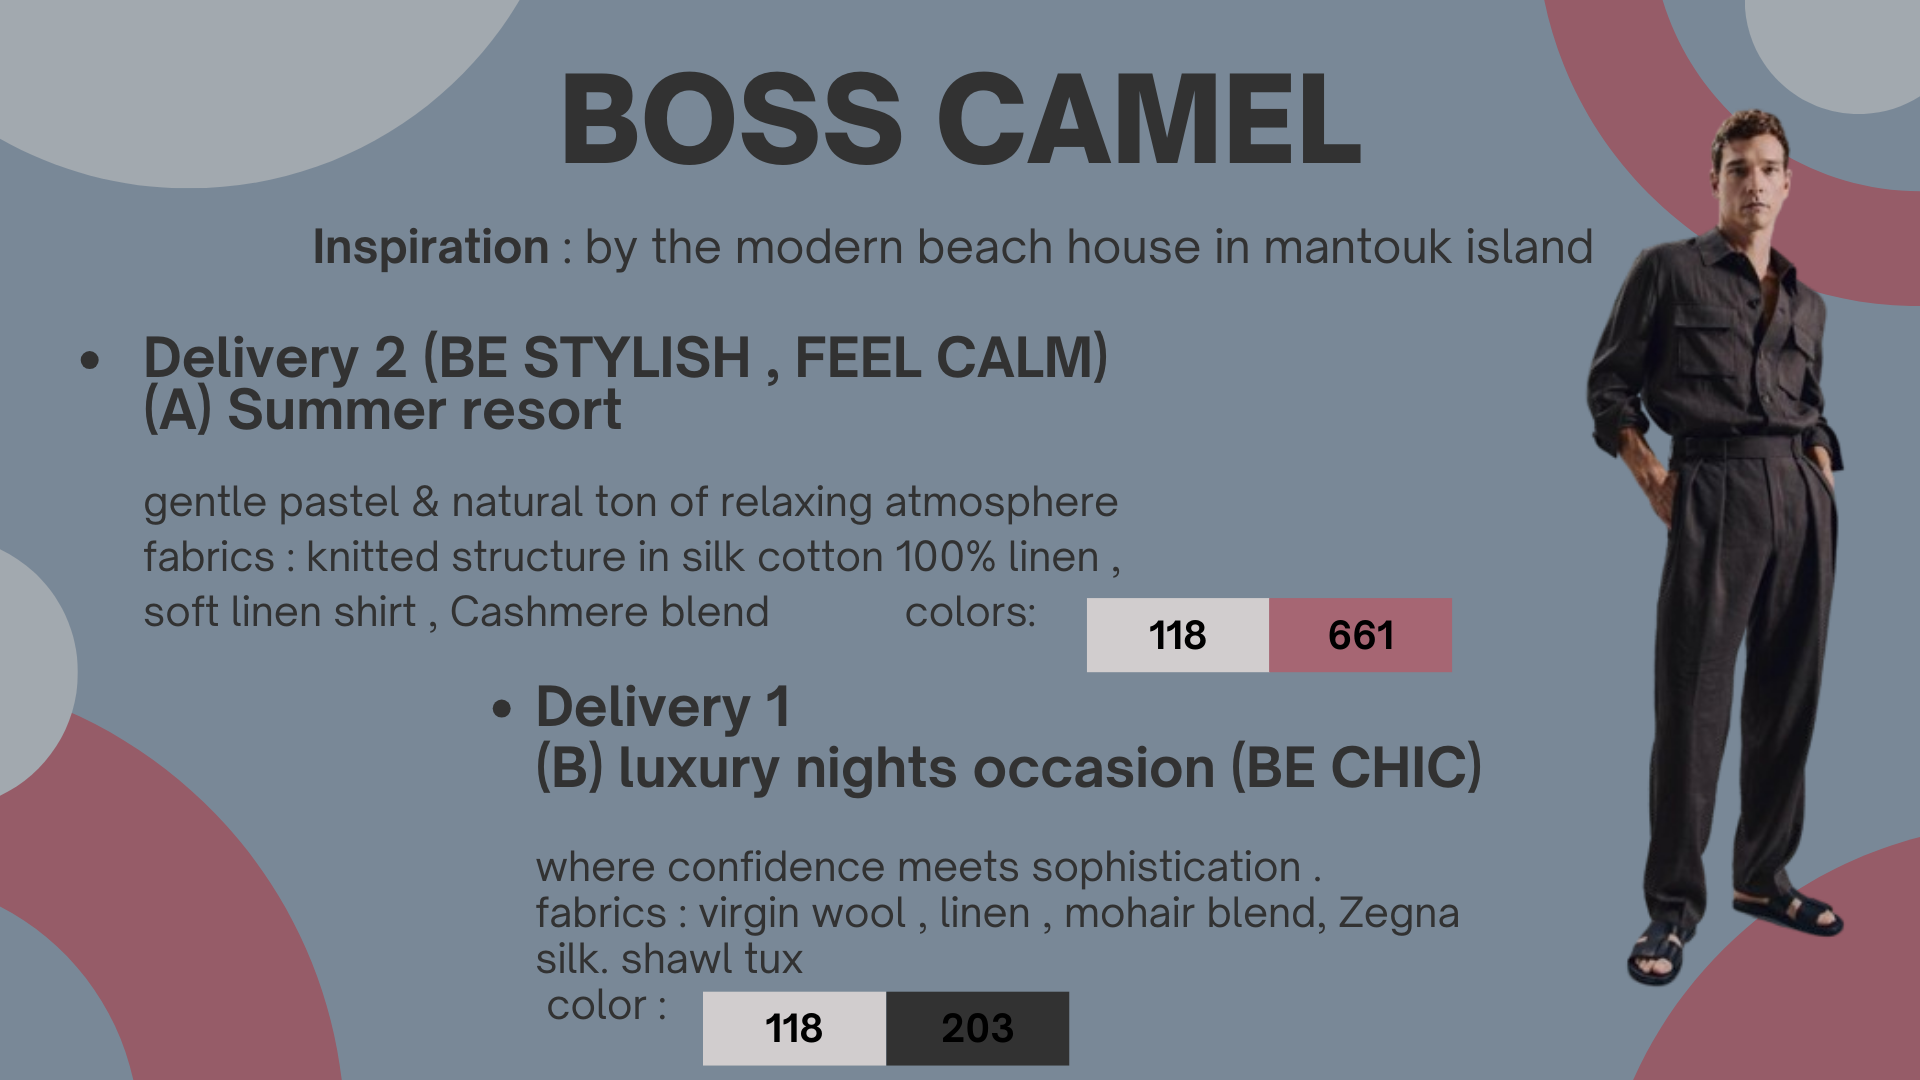 BOSS CAMEL
Inspiration : by the modern beach house in mantouk island
• Delivery 2 (BE STYLISH , FEEL CALM)
(A) Summer resort
gentle pastel & natural ton of relaxing atmosphere
fabrics : knitted structure in silk cotton 100% linen ,
soft linen shirt , Cashmere blend colors: 118 661
• Delivery 1
(B) luxury nights occasion (BE CHIC)
where confidence meets sophistication .
fabrics : virgin wool , linen , mohair blend, Zegna
silk. shawl tux
color : 118 203